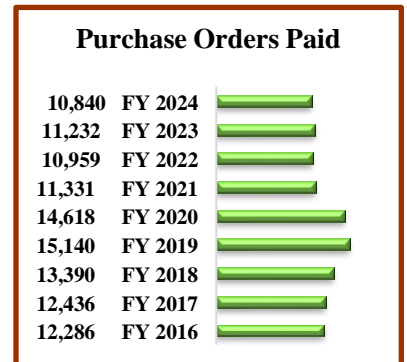 Purchase Orders Paid
10,840 FY 2024
11,232 FY 2023
10,959 FY 2022
11,331 FY 2021
14,618 FY 2020
15,140 FY 2019
13,390 FY 2018
12,436 FY 2017
12,286 FY 2016